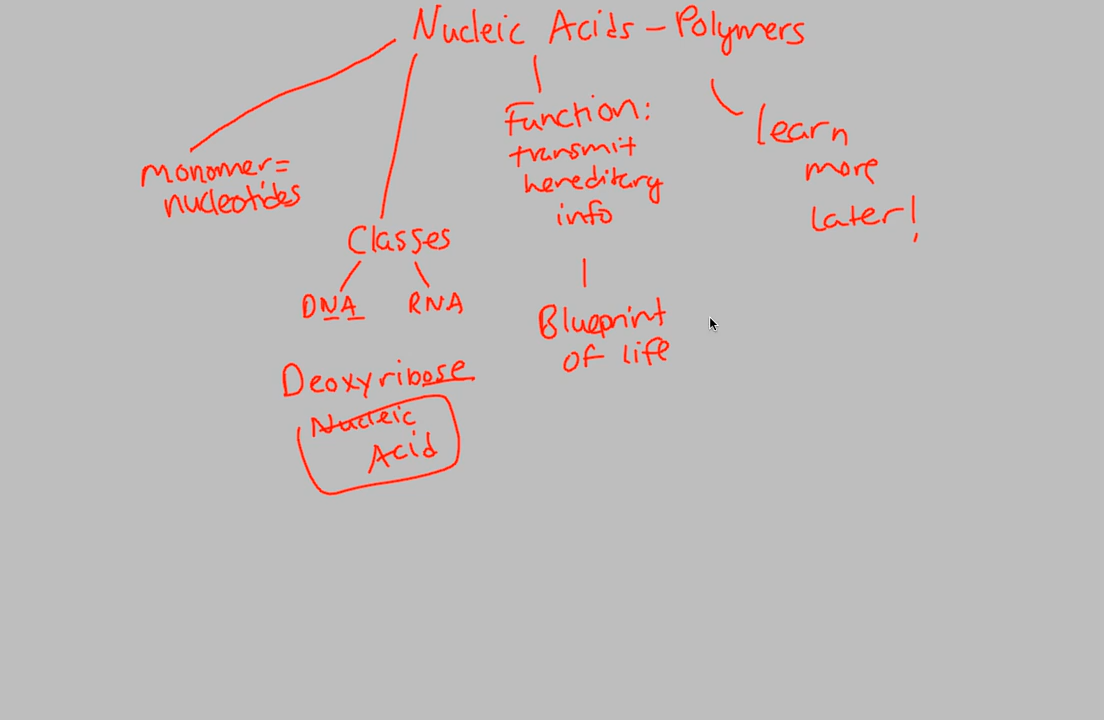 Nucleic Acids - Polymers
monomer=
nucleotides
Classes
DNA
RNA
Deoxyribose
Nucleic
Acid
Function:
transmit
hereditary
info
Blueprint
of life
learn
more
later!